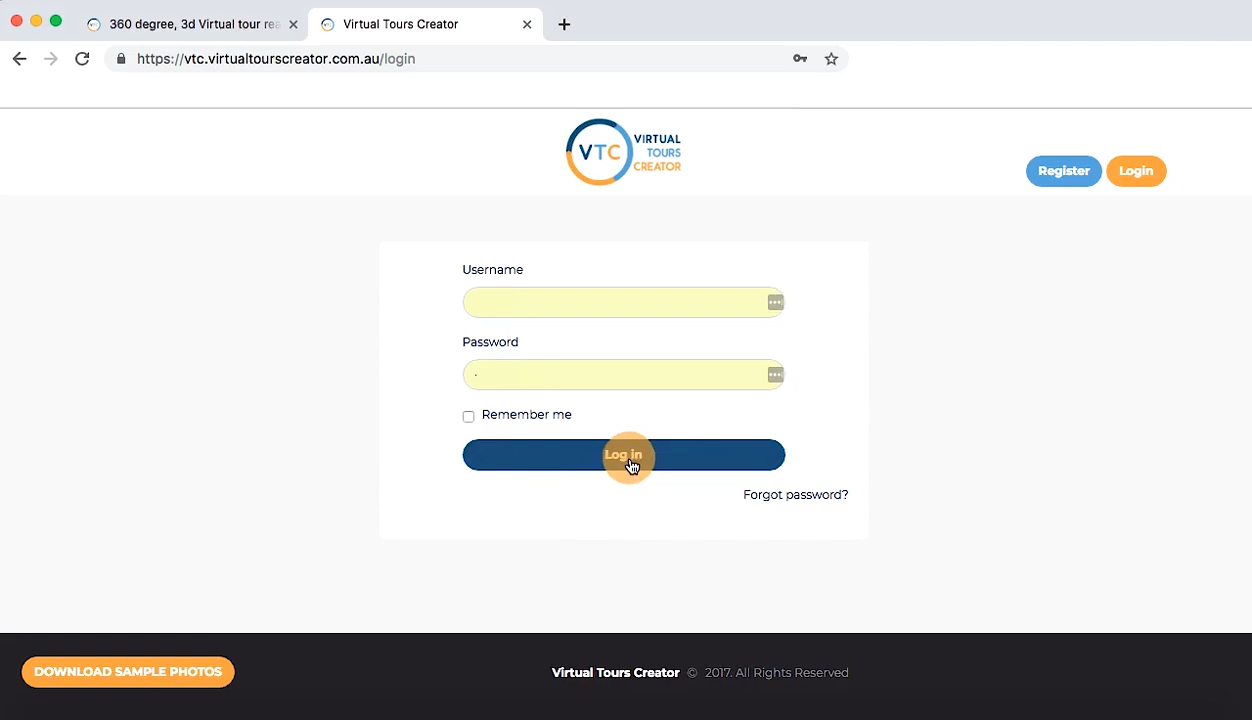 360 degree, 3d Virtual tour rea
Virtual Tours Creator
https://vtc.virtualtourscreator.com.au/login
VTC
VIRTUAL
TOURS
CREATOR
Register
Login
Username
Password
Remember me
Log in
Forgot password?
DOWNLOAD SAMPLE PHOTOS
Virtual Tours Creator © 2017. All Rights Reserved